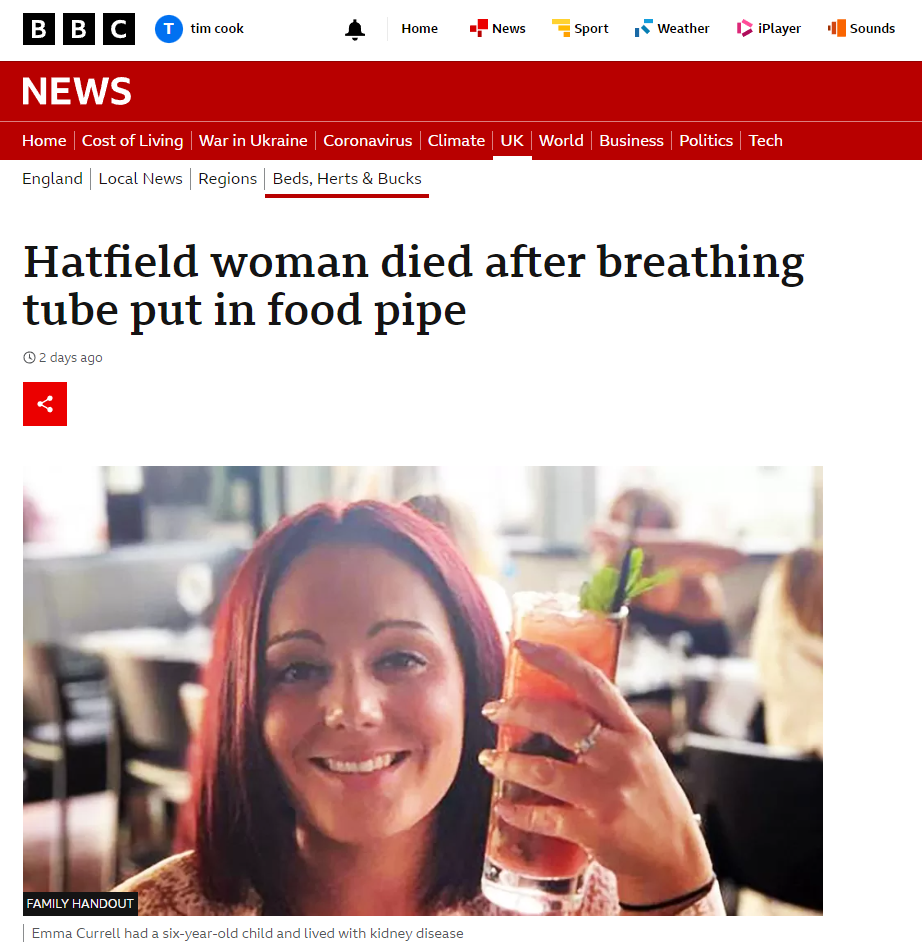 BBC T tim cook Home News Sport Weather iPlayer Sounds
NEWS
Home Cost of Living War in Ukraine Coronavirus Climate UK World Business Politics Tech
England Local News Regions Beds, Herts & Bucks
Hatfield woman died after breathing
tube put in food pipe
2 days ago
FAMILY HANDOUT
Emma Currell had a six-year-old child and lived with kidney disease